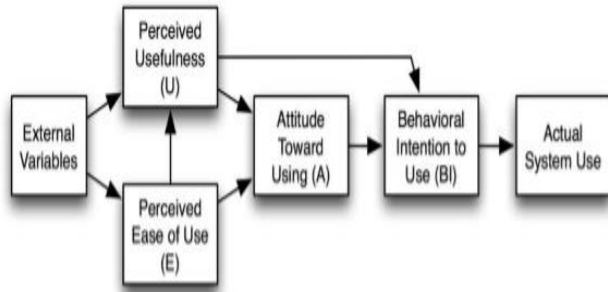 Perceived
Usefulness
(U)
External
Variables
Perceived
Ease of Use
(E)
Attitude
Toward
Using (A)
Behavioral
Intention to
Use (BI)
Actual
System Use